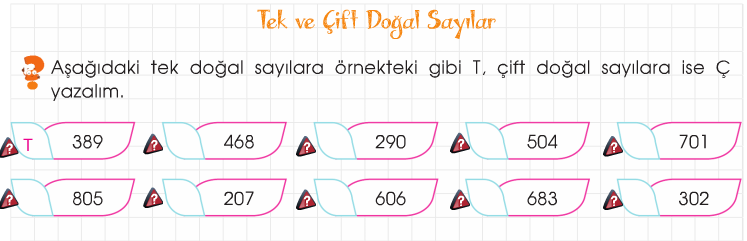 Tek ve Çift Doğal Sayılar
Aşağıdaki tek doğal sayılara örnekteki gibi T, çift doğal sayılara ise Ç
yazalım.
? T 389 ? 468 ? 290 ? 504 ? 701
? 805 ? 207 ? 606 ? 683 ? 302